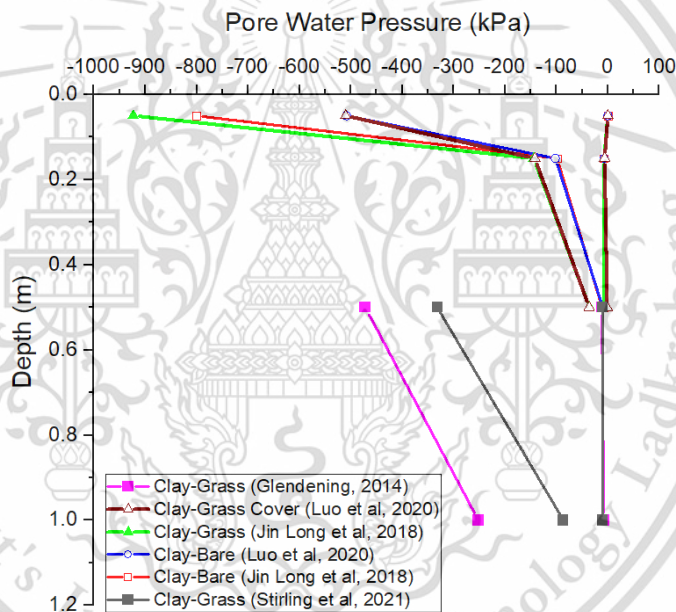 Pore Water Pressure (kPa)
-1000 -900 -800 -700 -600 -500 -400 -300 -200 -100 0 100
0.0
0.2
0.4
0.6
0.8
1.0
1.2
Depth (m)
Clay-Grass (Glendening, 2014)
Clay-Grass Cover (Luo et al, 2020)
Clay-Grass (Jin Long et al, 2018)
Clay-Bare (Luo et al, 2020)
Clay-Bare (Jin Long et al, 2018)
Clay-Grass (Stirling et al, 2021)
nology Ladk